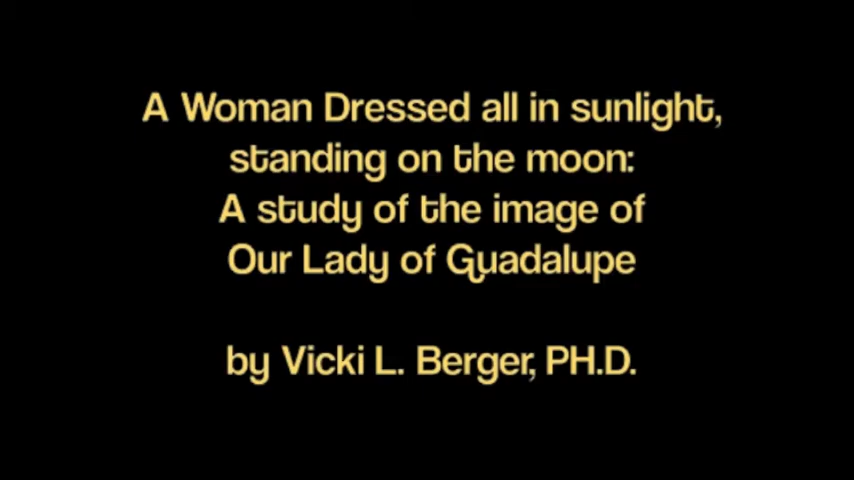 A Woman Dressed all in sunlight,
standing on the moon:
A study of the image of
Our Lady of Guadalupe
by Vicki L. Berger, PH.D.